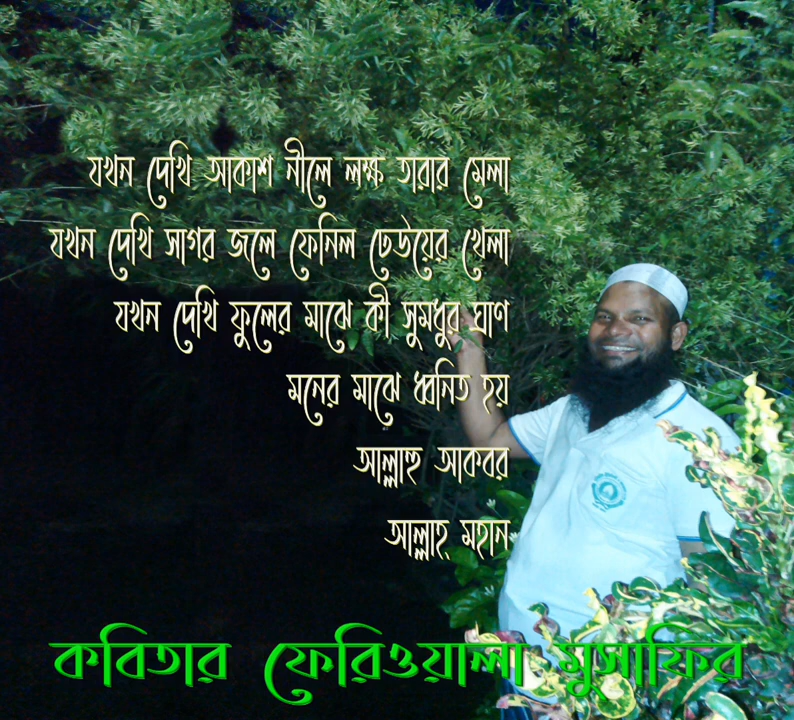 যখন দেখি আকাশ নীলে লক্ষ তারার মেলা
যখন দেখি সাগর জলে ফেনিল ঢেউয়ের খেলা
যখন দেখি ফুলের মাঝে কী সুমধুর ঘ্রাণ
মনের মাঝে ধ্বনিত হয়
আল্লাহু আকবর
আল্লাহ্ মহান
কবিতার ফেরিওয়ালা মুসাফির